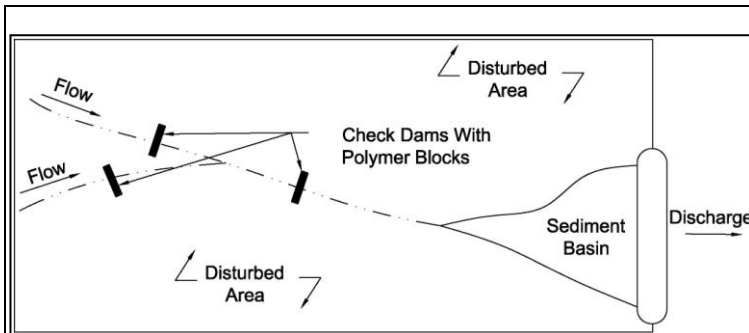 Disturbed
Area
Flow
Check Dams With
Polymer Blocks
Flow
Sediment
Basin
Discharge
Disturbed
Area